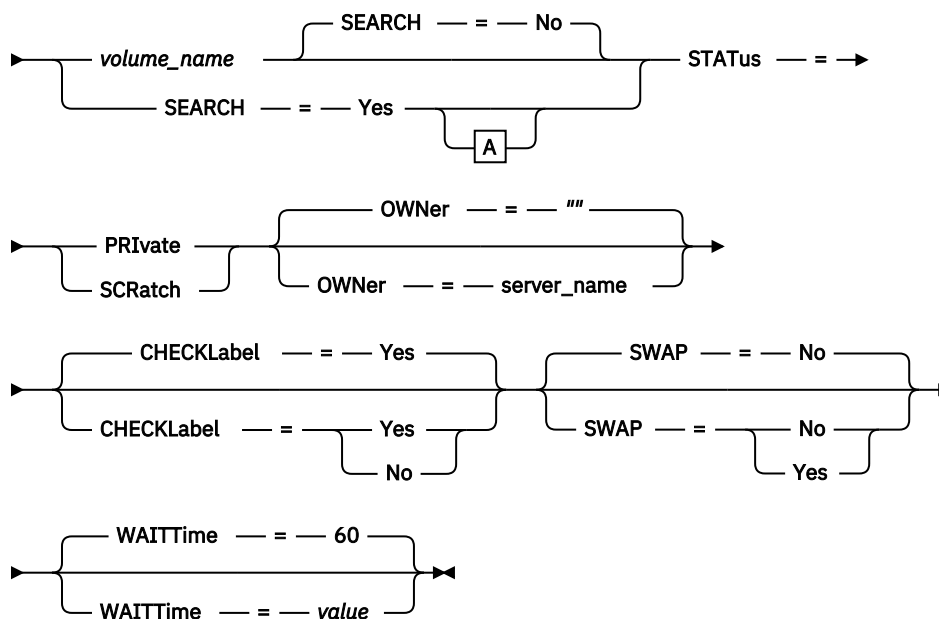 SEARCH = No
volume_name STATus =
SEARCH = Yes
A
OWNer = ""
PRIvate
SCRatch OWNer = server_name
CHECKLabel = Yes SWAP = No
CHECKLabel = Yes SWAP = No
No Yes
WAITTime = 60
WAITTime = value